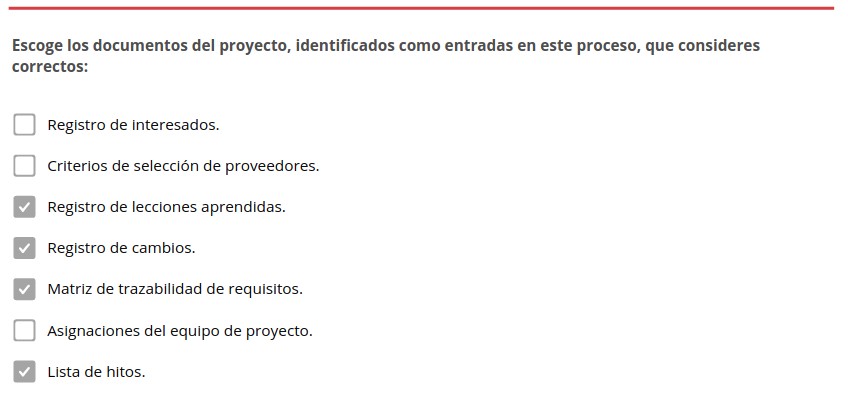 Escoge los documentos del proyecto, identificados como entradas en este proceso, que consideres
correctos:
Registro de interesados.
Criterios de selección de proveedores.
Registro de lecciones aprendidas.
Registro de cambios.
Matriz de trazabilidad de requisitos.
Asignaciones del equipo de proyecto.
Lista de hitos.